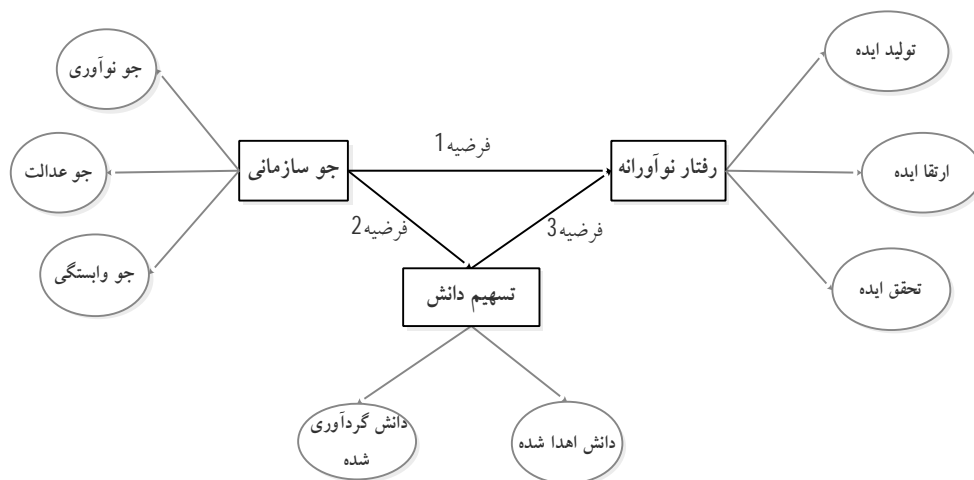 تولید ایده
جو نوآوری
فرضیه1
جو سازمانی
رفتار نوآورانه
ارتقا ایده
جو عدالت
فرضیه2
فرضیه3
جو وابستگی
تسهیم دانش
تحقق ایده
دانش گردآوری
شده
دانش اهدا شده